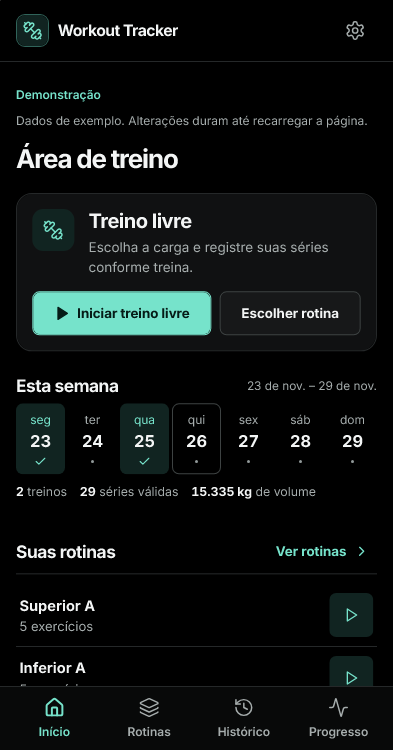 Workout Tracker
Demonstração
Dados de exemplo. Alterações duram até recarregar a página.
Área de treino
Treino livre
Escolha a carga e registre suas séries
conforme treina.
Iniciar treino livre
Escolher rotina
Esta semana
23 de nov. – 29 de nov.
seg ter qua qui sex sáb dom
23 24 25 26 27 28 29
2 treinos 29 séries válidas 15.335 kg de volume
Suas rotinas
Ver rotinas
Superior A
5 exercícios
Inferior A
Início Rotinas Histórico Progresso